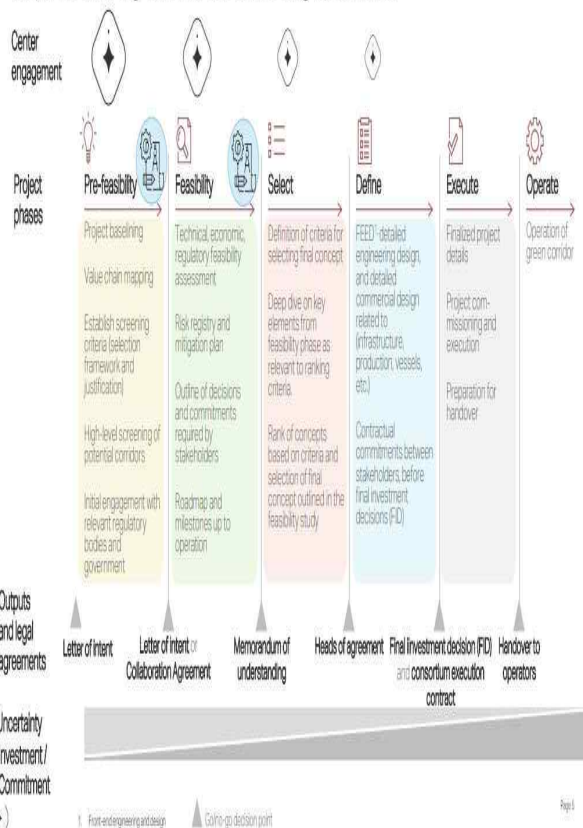 Center
engagement
Project
phases
Pre-feasibility
Feasibility
Select
Define
Execute
Operate
Project baselining
Value chain mapping
Establish screening
criteria (selection
framework and
justification)
High-level screening of
potential corridors
Initial engagement with
relevant regulatory
bodies and
government
Technical, economic,
regulatory feasibility
assessment
Risk registry and
mitigation plan
Outline of decisions
and commitments
required by
stakeholders
Roadmap and
milestones up to
operation
Definition of criteria for
selecting final concept
Deep dive on key
elements from
feasibility phase as
relevant to ranking
criteria.
Rank of concepts
based on criteria and
selection of final
concept outlined in the
feasibility study
FEED¹-detailed
engineering design,
and detailed
commercial design
related to
(infrastructure,
production, vessels,
etc.)
Contractual
commitments between
stakeholders, before
final investment
decisions (FID)
Finalized project
details
Project com-
missioning and
execution
Preparation for
handover
Operation of
green corridor
Outputs
and legal
agreements
Letter of intent
Letter of intent or
Collaboration Agreement
Memorandum of
understanding
Heads of agreement
Final investment decision (FID)
and consortium execution
contract
Handover to
operators
Uncertainty
Investment /
Commitment
1. Front-end engineering and design
Go/no-go decision point
Page 5